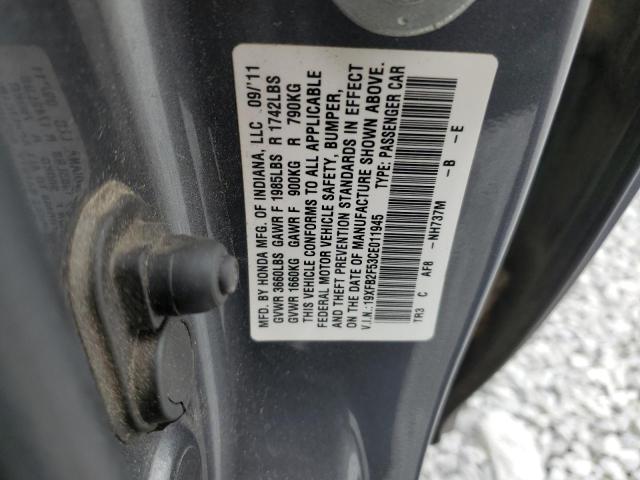 MFD. BY HONDA MFG. OF INDIANA, LLC 09/'11
GVWR 3660LBS GAWR F 1985LBS R 1742LBS
GVWR 1660KG GAWR F 900KG R 790KG
THIS VEHICLE CONFORMS TO ALL APPLICABLE
FEDERAL MOTOR VEHICLE SAFETY, BUMPER,
AND THEFT PREVENTION STANDARDS IN EFFECT
ON THE DATE OF MANUFACTURE SHOWN ABOVE.
V.I.N.:19XFB2F53CE011945 TYPE: PASSENGER CAR
TR3 C AF8 -NH737M -B -E